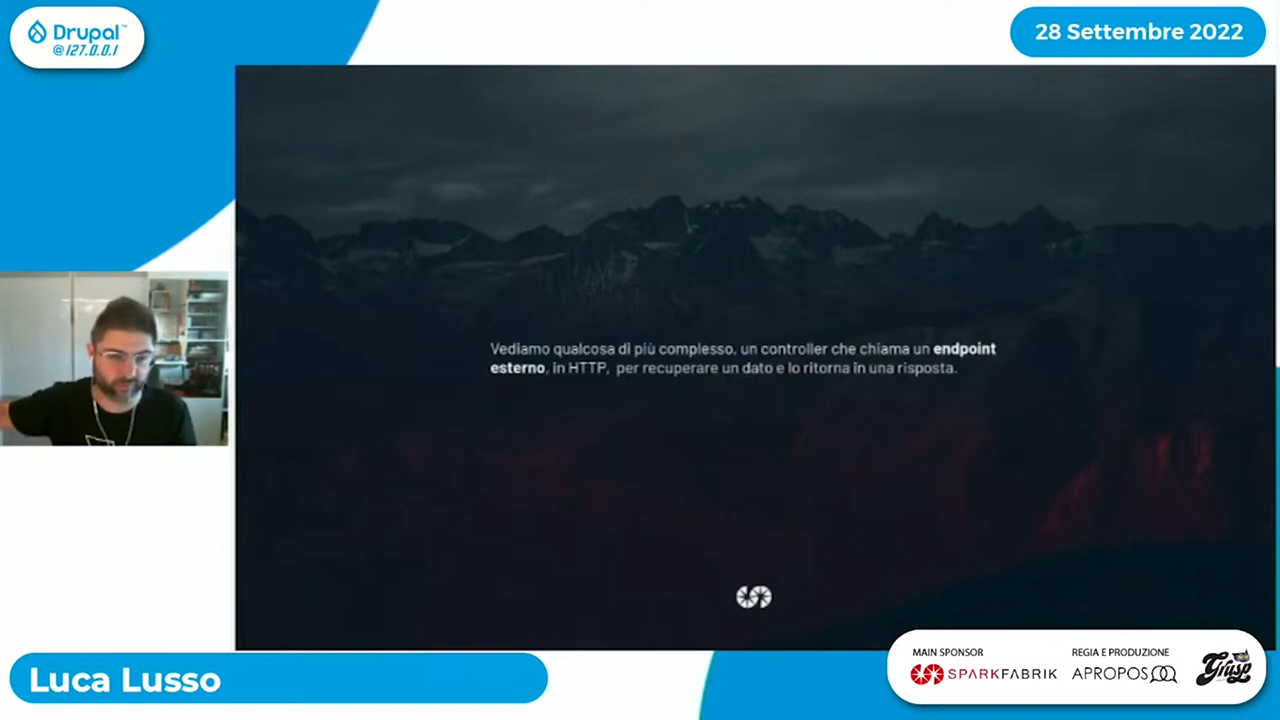 Drupal™
@127.0.0.1
28 Settembre 2022
Vediamo qualcosa di più complesso, un controller che chiama un endpoint
esterno, in HTTP, per recuperare un dato e lo ritorna in una risposta.
Luca Lusso
MAIN SPONSOR
SPARKFABRIK
REGIA E PRODUZIONE
APROPOS
Grusp